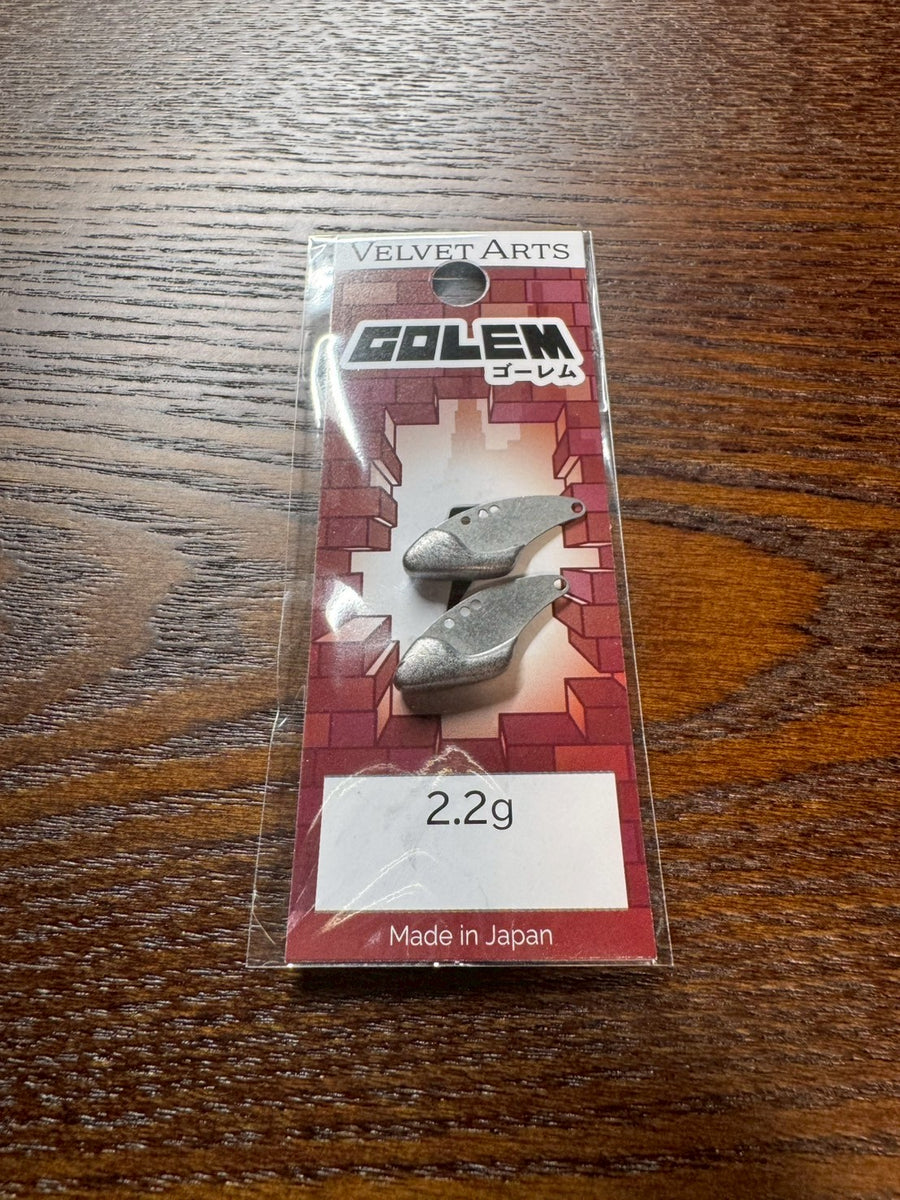 VELVET ARTS
GOLEM
ゴーレム
2.2g
Made in Japan